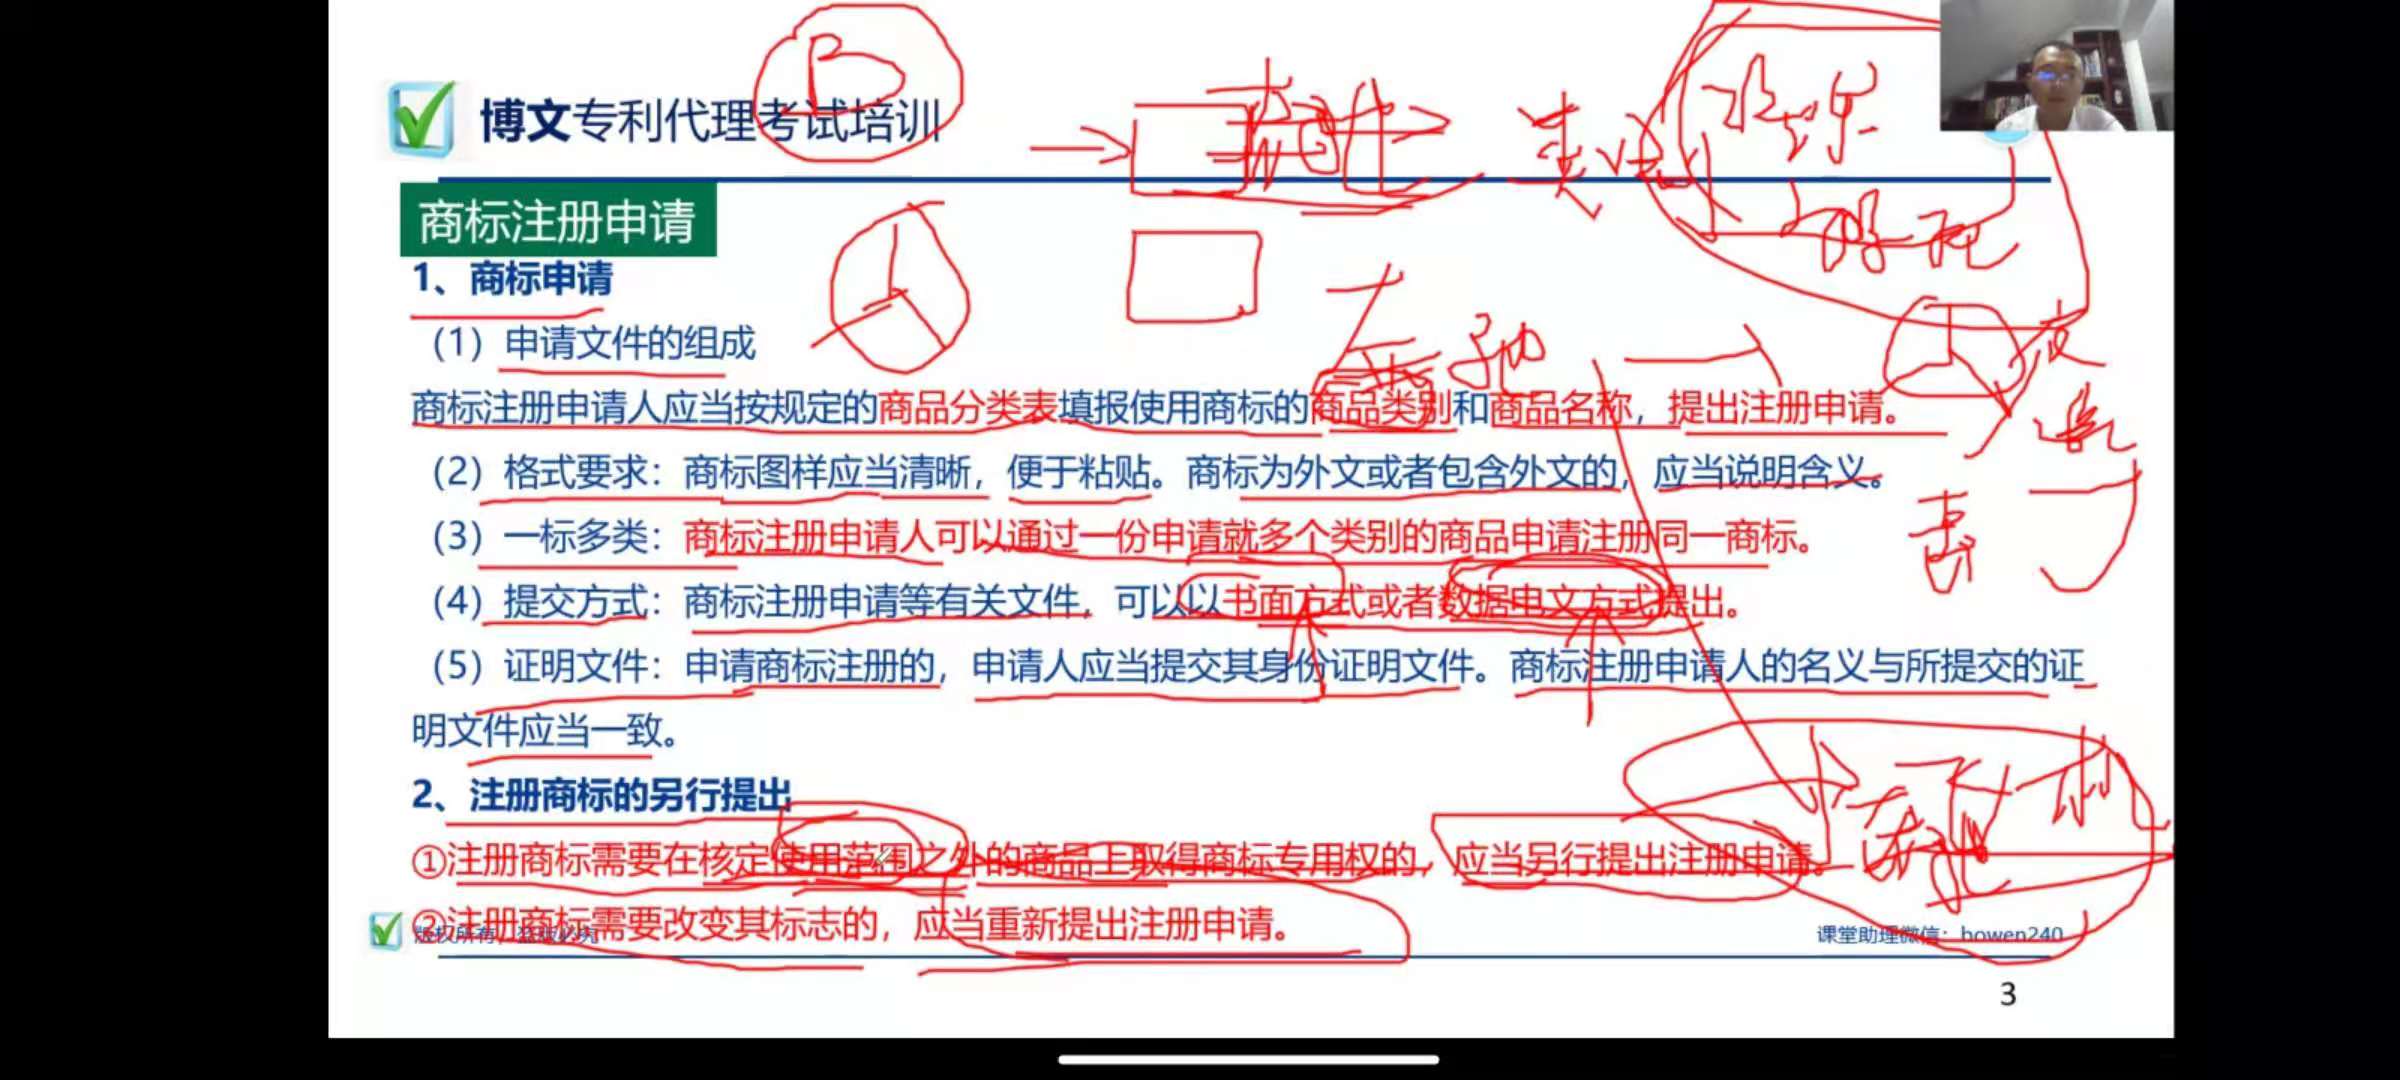 博文专利代理考试培训
商标注册申请
1、商标申请
（1）申请文件的组成
商标注册申请人应当按规定的商品分类表填报使用商标的商品类别和商品名称，提出注册申请。
（2）格式要求：商标图样应当清晰，便于粘贴。商标为外文或者包含外文的，应当说明含义。
（3）一标多类：商标注册申请人可以通过一份申请就多个类别的商品申请注册同一商标。
（4）提交方式：商标注册申请等有关文件，可以以书面方式或者数据电文方式提出。
（5）证明文件：申请商标注册的，申请人应当提交其身份证明文件。商标注册申请人的名义与所提交的证
明文件应当一致。
2、注册商标的另行提出
①注册商标需要在核定使用范围之外的商品上取得商标专用权的，应当另行提出注册申请。
②注册商标需要改变其标志的，应当重新提出注册申请。
版权所有，盗版必究
课堂助理微信：bowen240
3